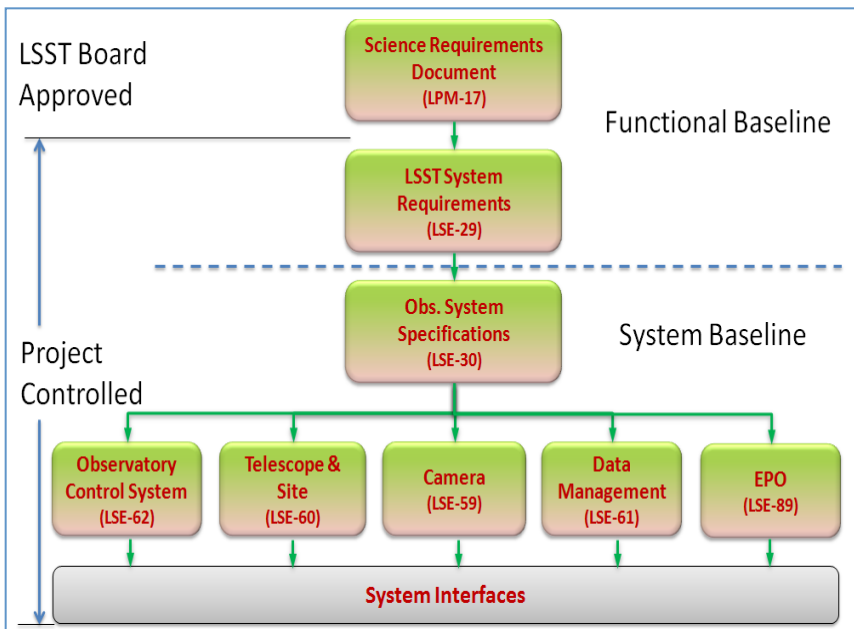 LSST Board
Approved
Science Requirements
Document
(LPM-17)
Functional Baseline
LSST System
Requirements
(LSE-29)
Obs. System
Specifications
(LSE-30)
System Baseline
Project
Controlled
Observatory
Control System
(LSE-62)
Telescope &
Site
(LSE-60)
Camera
(LSE-59)
Data
Management
(LSE-61)
EPO
(LSE-89)
System Interfaces